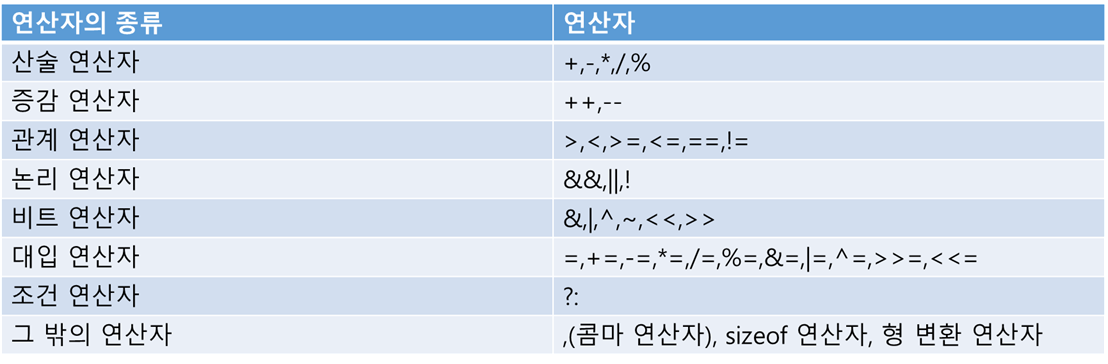 연산자의 종류 연산자
산술 연산자 +,-,*,/,%
증감 연산자 ++,--
관계 연산자 >,<,>=,<=,==,!=
논리 연산자 &&,||,!
비트 연산자 &,|,^,~,<<,>>
대입 연산자 =,+=,-=,*=,/=,%=,&=,|=,^=,>>=,<<=
조건 연산자 ?:
그 밖의 연산자 ,(콤마 연산자), sizeof 연산자, 형 변환 연산자